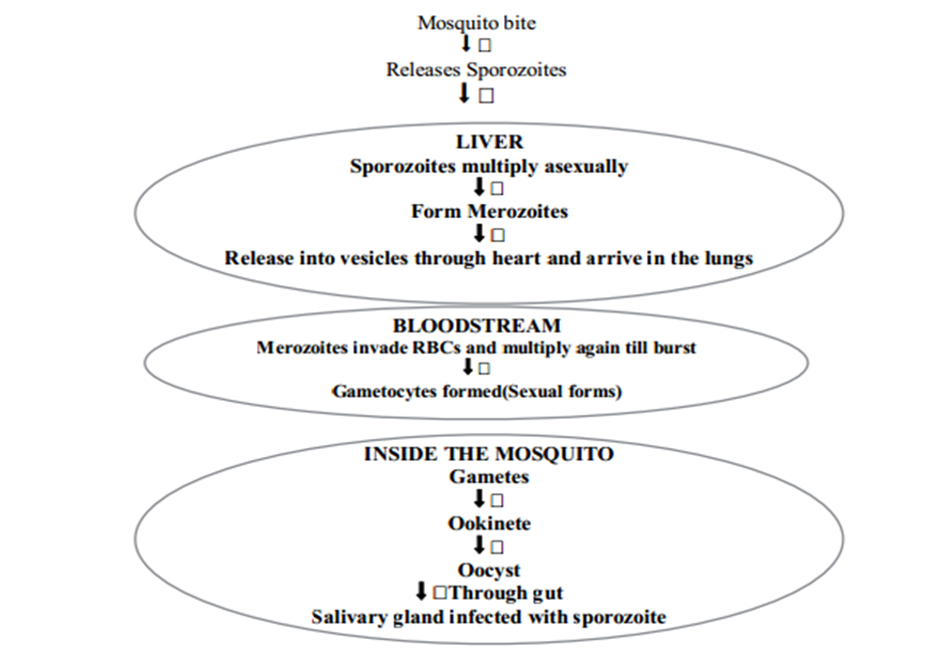 Mosquito bite
⬇ □
Releases Sporozoites
⬇ □
LIVER
Sporozoites multiply asexually
⬇ □
Form Merozoites
⬇ □
Release into vesicles through heart and arrive in the lungs
BLOODSTREAM
Merozoites invade RBCs and multiply again till burst
⬇ □
Gametocytes formed(Sexual forms)
INSIDE THE MOSQUITO
Gametes
⬇ □
Ookinete
⬇ □
Oocyst
⬇ □Through gut
Salivary gland infected with sporozoite